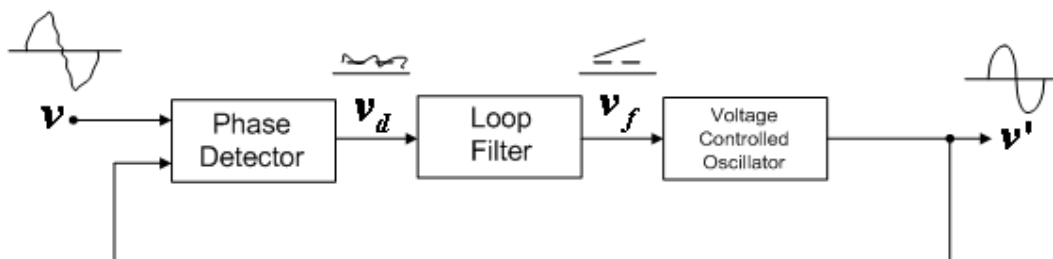 v
Phase
Detector
v_d
Loop
Filter
v_f
Voltage
Controlled
Oscillator
v'